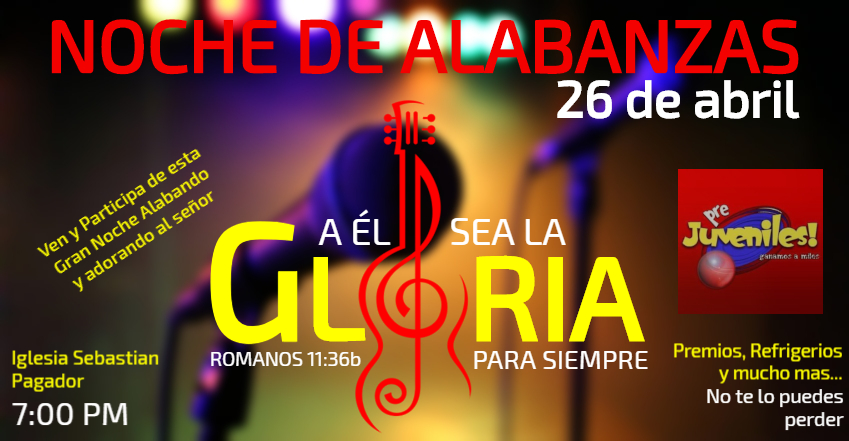 NOCHE DE ALABANZAS
26 de abril
Ven y Participa de esta
Gran Noche Alabando
y adorando al señor
A ÉL SEA LA
GLORIA
ROMANOS 11:36b PARA SIEMPRE
pre
Juveniles!
ganamos a miles
Iglesia Sebastian
Pagador
7:00 PM
Premios, Refrigerios
y mucho mas...
No te lo puedes
perder